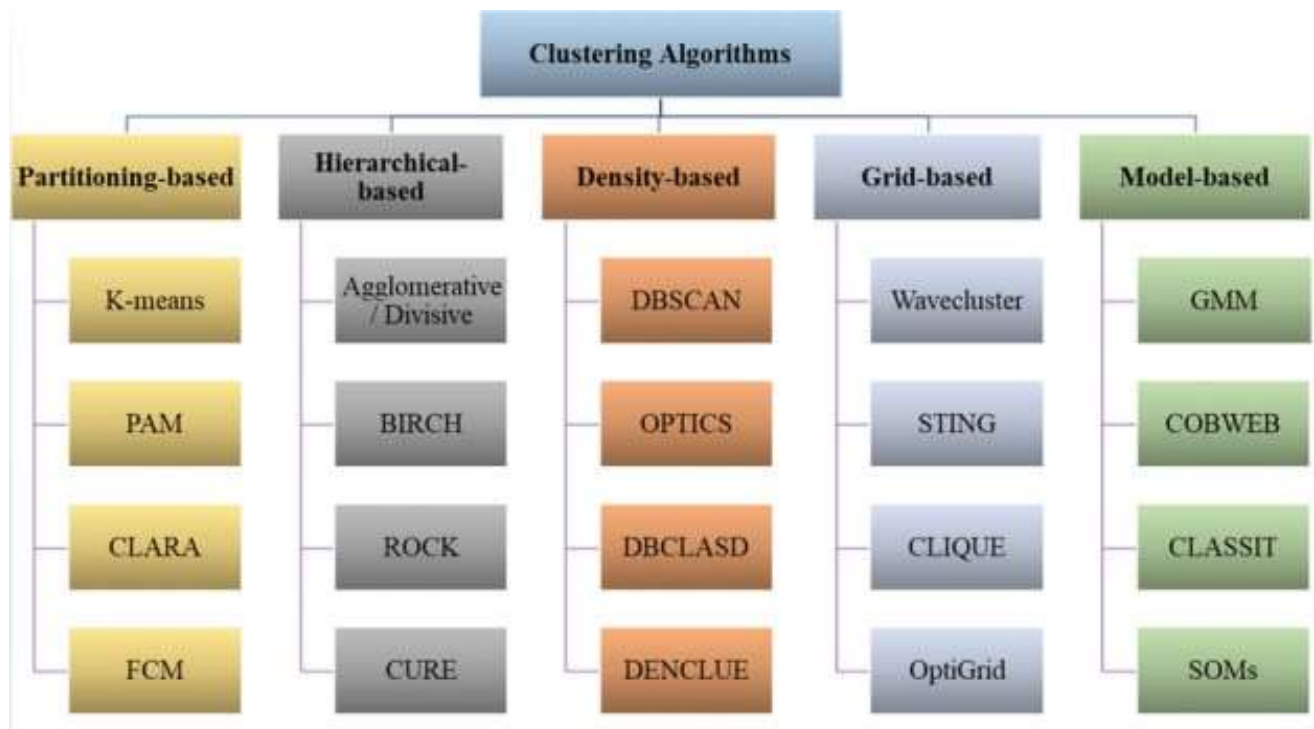 Clustering Algorithms
Partitioning-based
Hierarchical-
based
Density-based
Grid-based
Model-based
K-means
Agglomerative
/ Divisive
DBSCAN
Wavecluster
GMM
PAM
BIRCH
OPTICS
STING
COBWEB
CLARA
ROCK
DBCLASD
CLIQUE
CLASSIT
FCM
CURE
DENCLUE
OptiGrid
SOMs